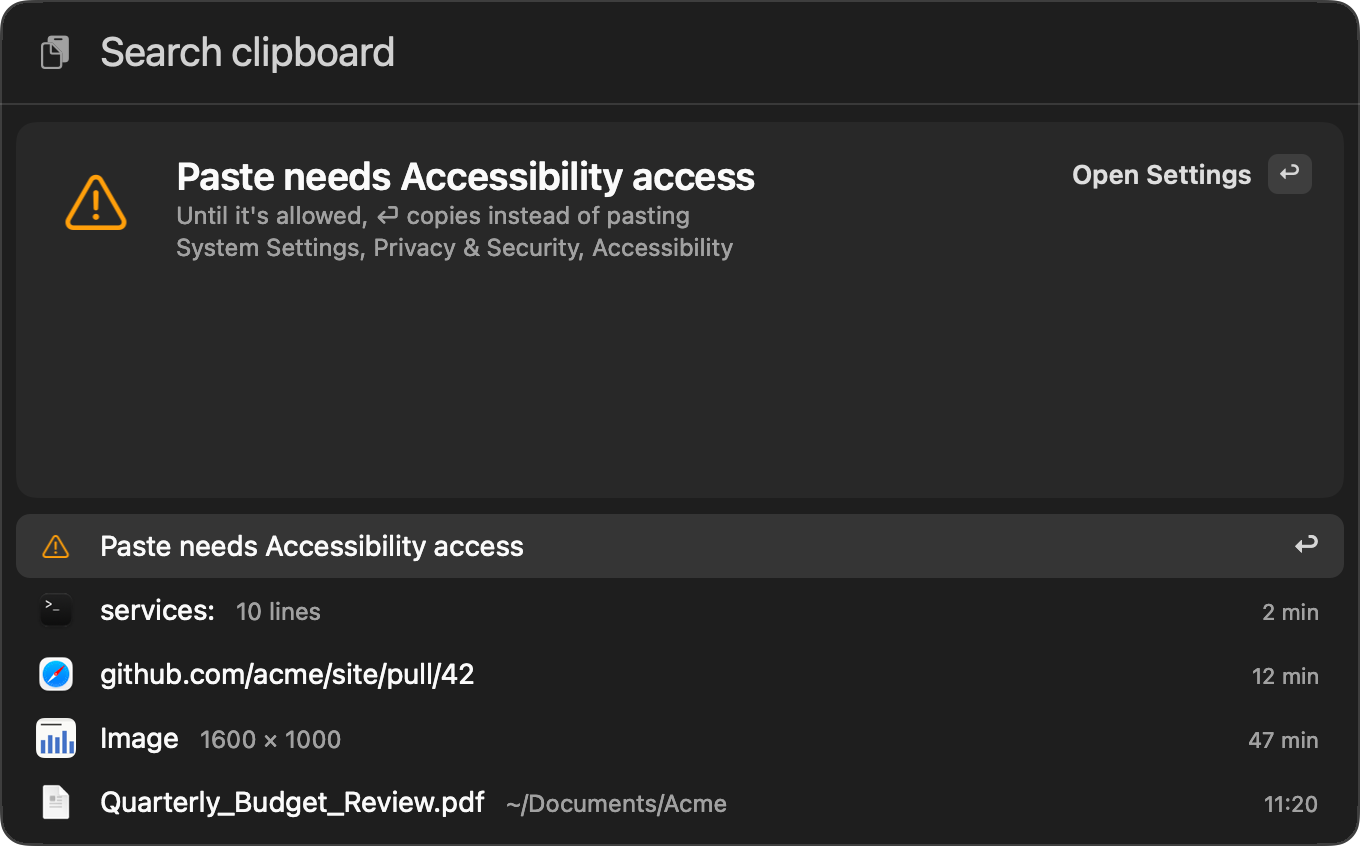 Search clipboard
Paste needs Accessibility access
Open Settings ↩
Until it's allowed, ↩ copies instead of pasting
System Settings, Privacy & Security, Accessibility
Paste needs Accessibility access ↩
>_ services: 10 lines 2 min
github.com/acme/site/pull/42 12 min
Image 1600 × 1000 47 min
Quarterly_Budget_Review.pdf ~/Documents/Acme 11:20